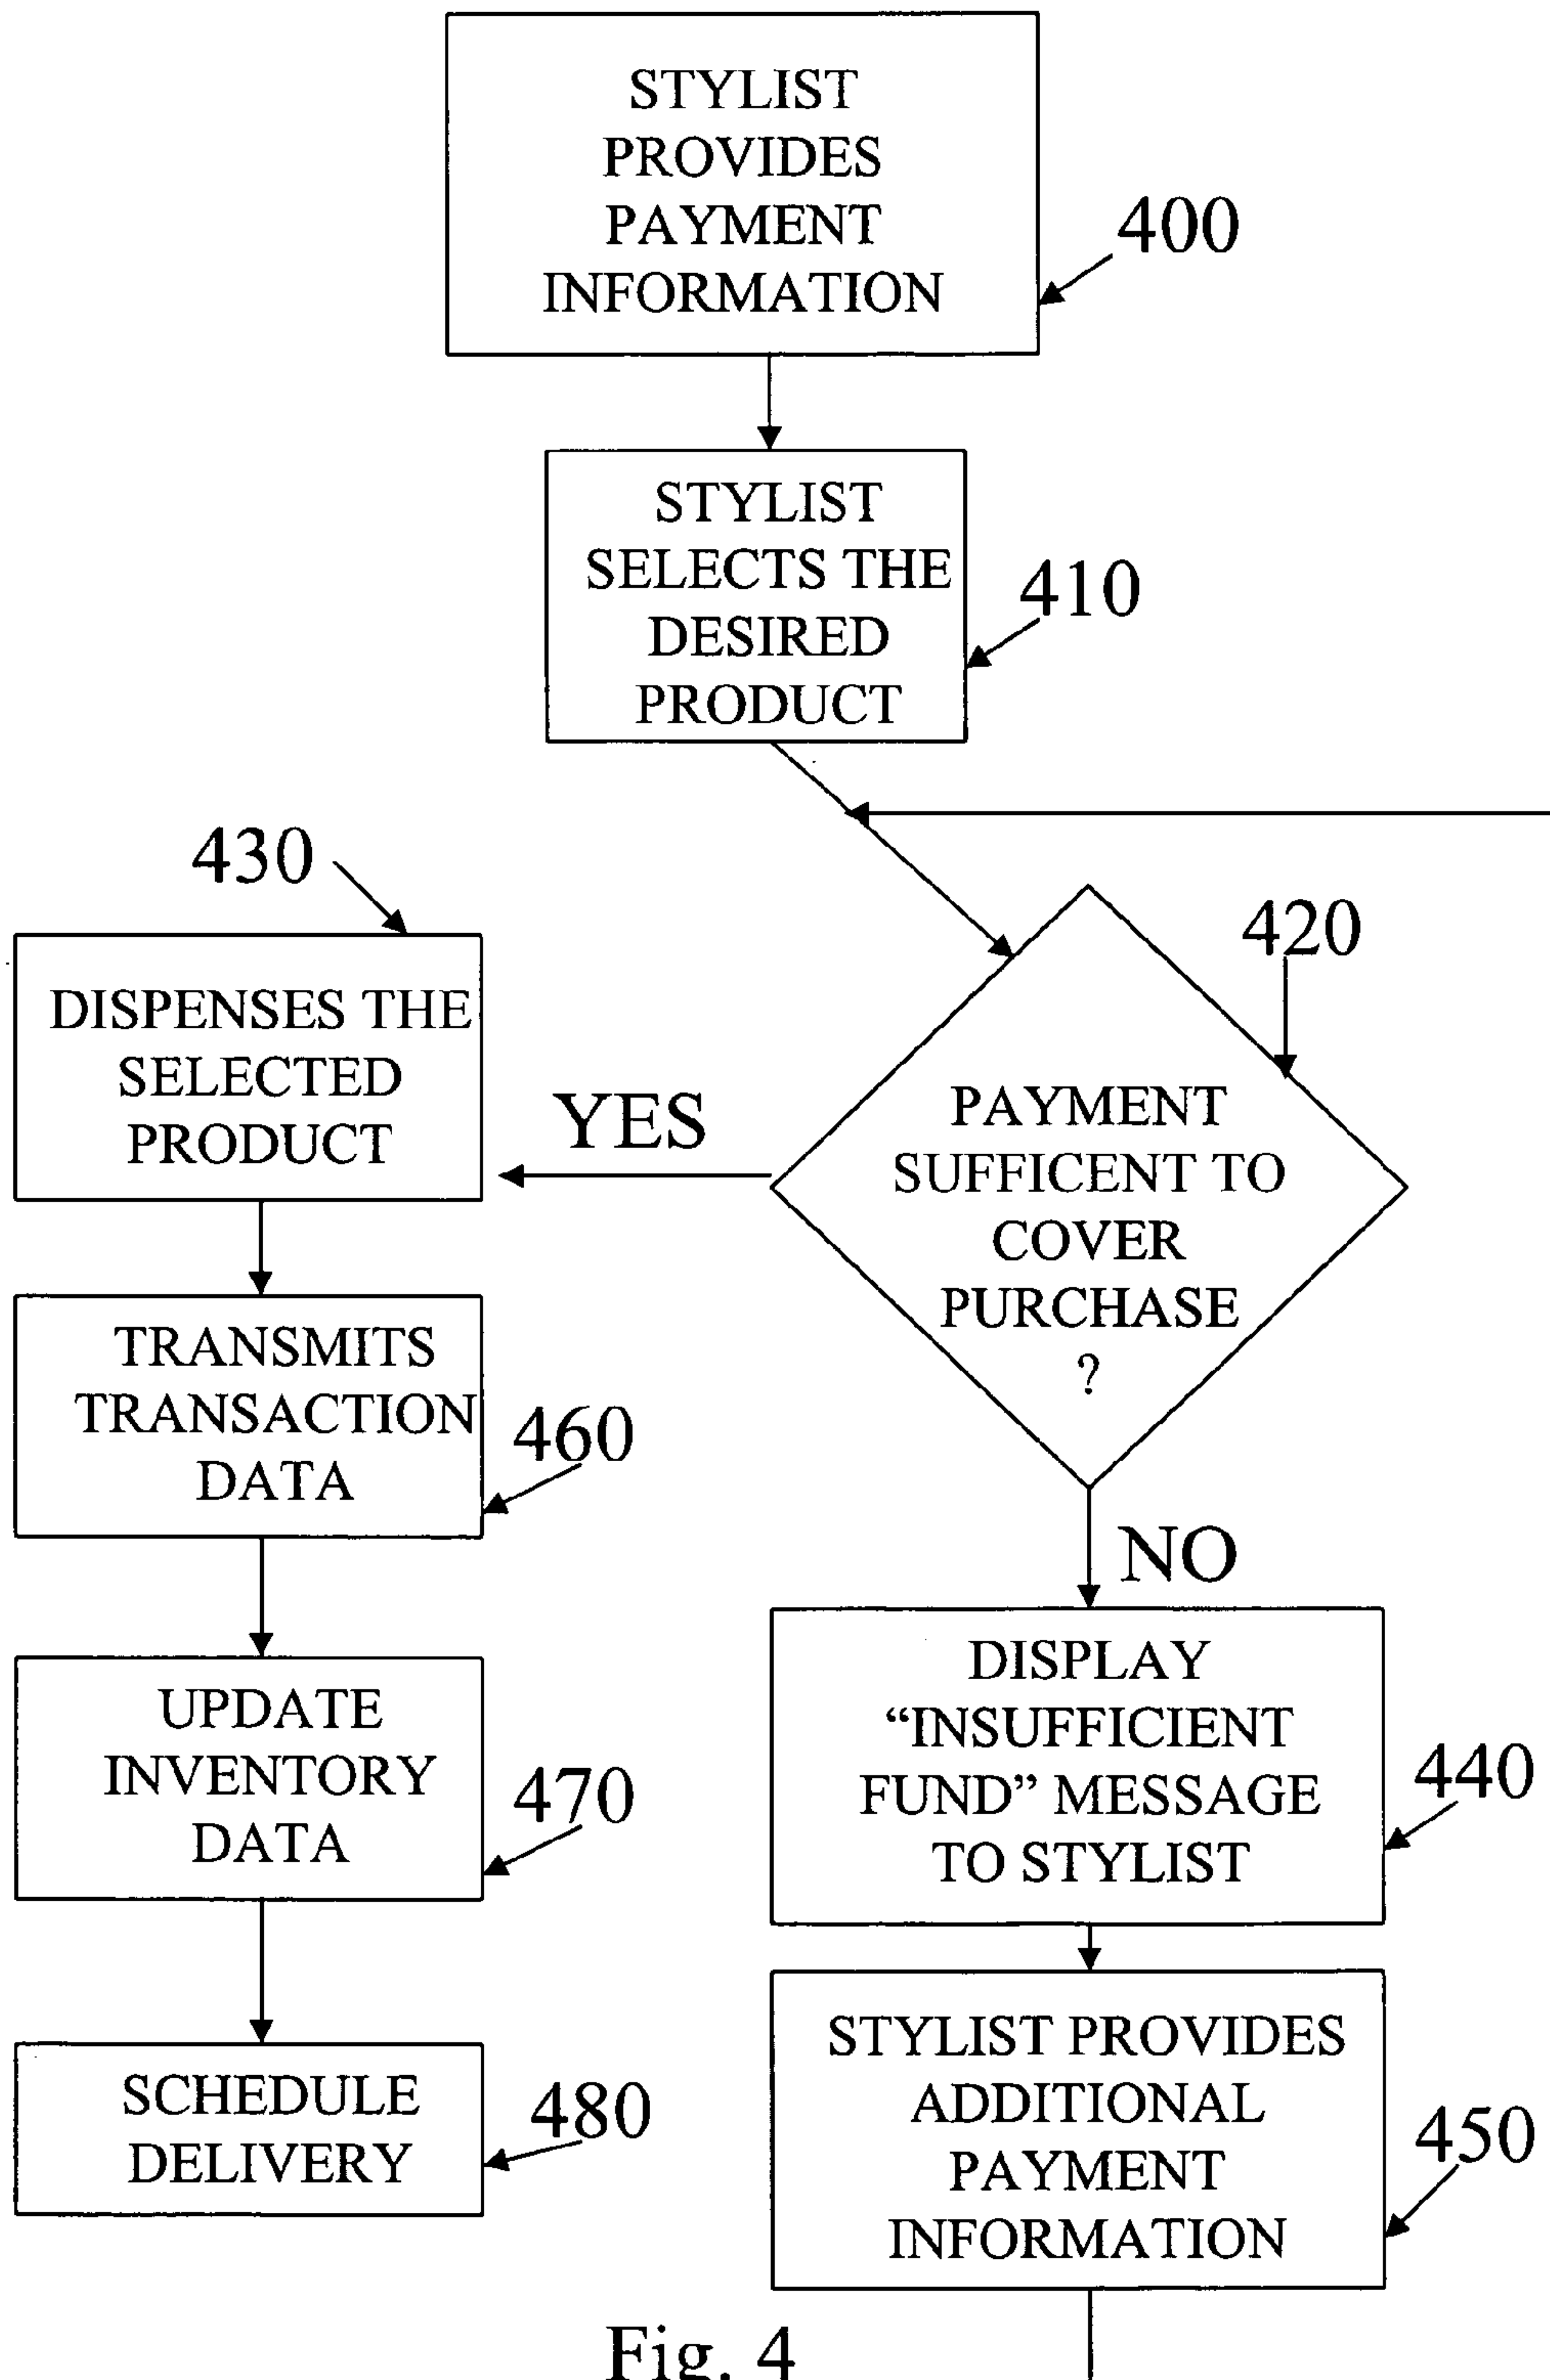 STYLIST
PROVIDES
PAYMENT
INFORMATION
400
STYLIST
SELECTS THE
DESIRED
PRODUCT
410
430
DISPENSES THE
SELECTED
PRODUCT
YES
420
PAYMENT
SUFFICENT TO
COVER
PURCHASE
?
TRANSMITS
TRANSACTION
DATA
460
NO
UPDATE
INVENTORY
DATA
470
DISPLAY
“INSUFFICIENT
FUND” MESSAGE
TO STYLIST
440
SCHEDULE
DELIVERY
480
STYLIST PROVIDES
ADDITIONAL
PAYMENT
INFORMATION
450
Fig. 4